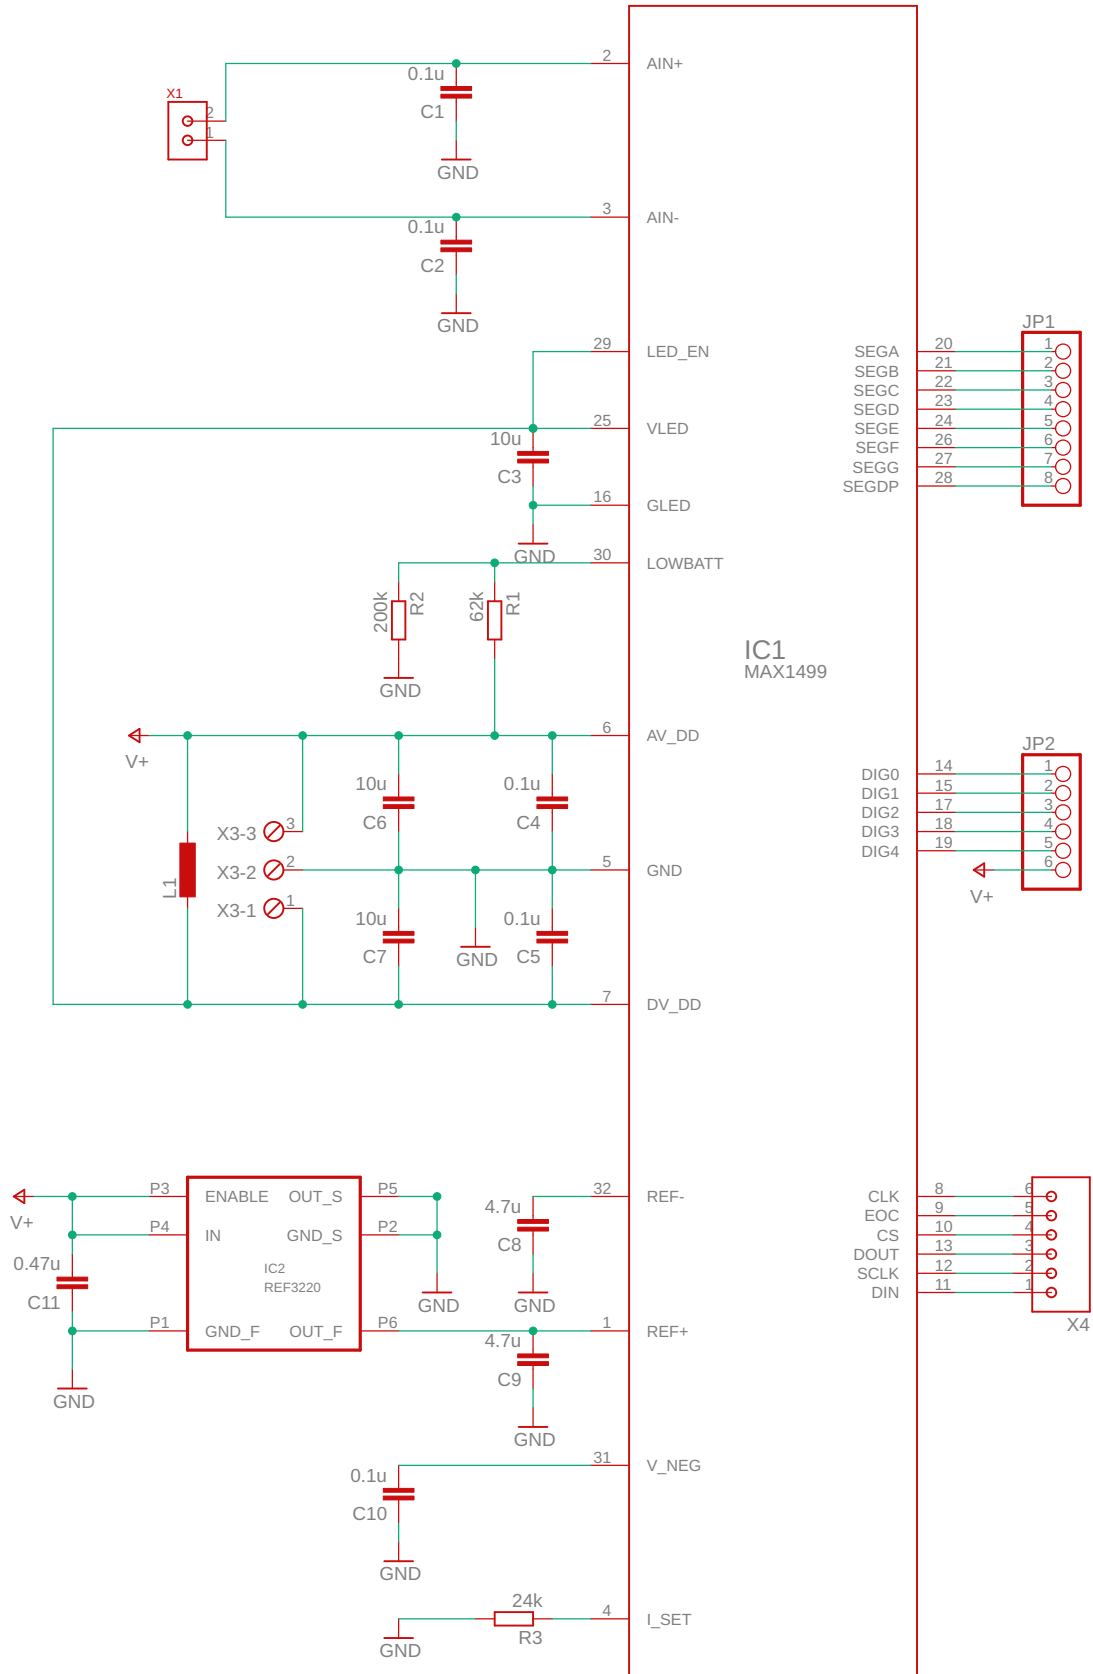 2 AIN+
0.1u
X1
2
C1
1
GND
3 AIN-
0.1u
C2
GND
JP1
29 LED_EN
SEGA 20 1
SEGB 21 2
SEGC 22 3
SEGD 23 4
25 VLED
SEGE 24 5
10u
SEGF 26 6
C3
SEGG 27 7
SEGDP 28 8
16 GLED
GND
30 LOWBATT
200k R2
62k R1
GND
IC1
MAX1499
6 AV_DD
V+
JP2
10u 0.1u
DIG0 14 1
DIG1 15 2
C6 C4
DIG2 17 3
X3-3 3
DIG3 18 4
DIG4 19 5
X3-2 2
5 GND
6
V+
L1
X3-1 1
10u 0.1u
C7 GND C5
7 DV_DD
P3 ENABLE OUT_S P5
V+
P4 IN GND_S P2
IC2
REF3220
0.47u
C11
GND
P1 GND_F OUT_F P6
GND
32 REF-
4.7u
C8
GND
CLK 8 6
EOC 9 5
CS 10 4
DOUT 13 3
SCLK 12 2
DIN 11 1
X4
1 REF+
4.7u
C9
GND
31 V_NEG
0.1u
C10
GND
24k
4 I_SET
R3
GND